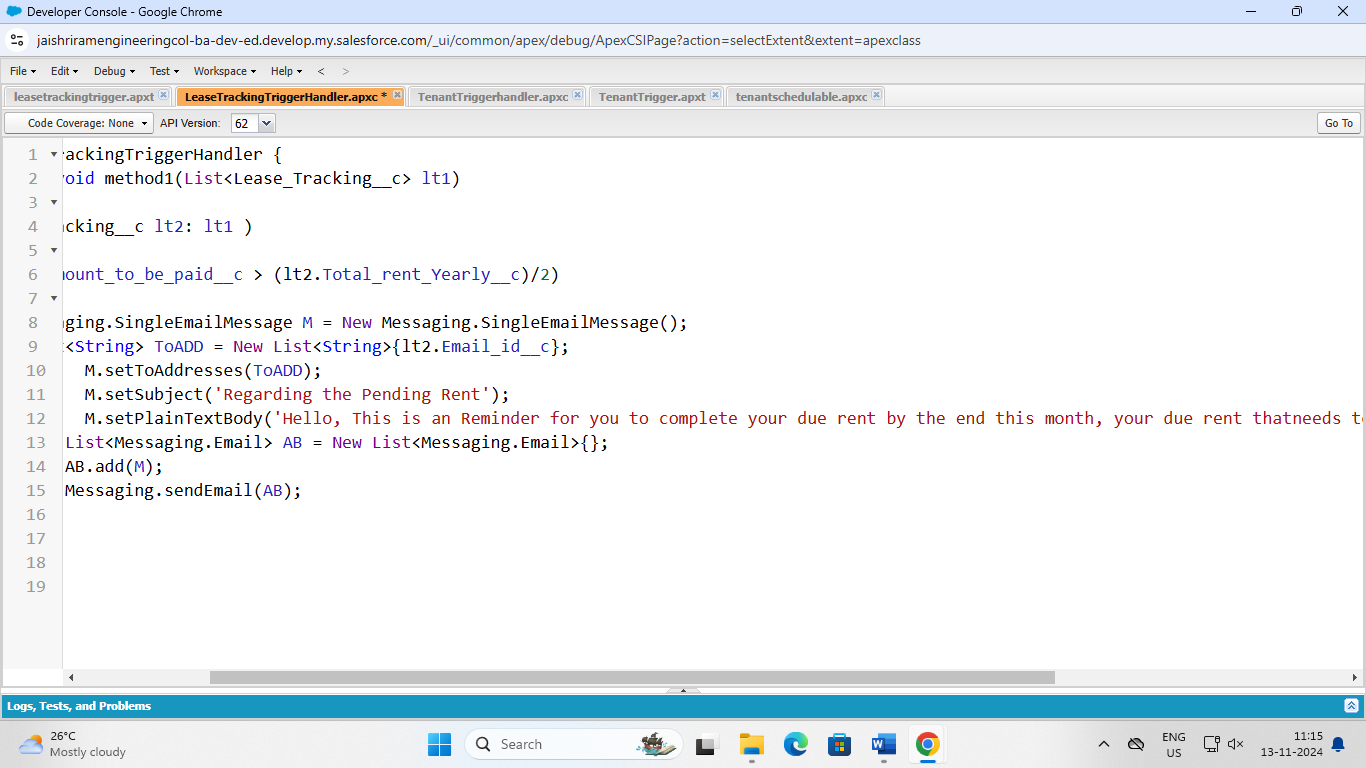 Developer Console - Google Chrome
jaishriramengineeringcol-ba-dev-ed.develop.my.salesforce.com/_ui/common/apex/debug/ApexCSIPage?action=selectExtent&extent=apexclass
File Edit Debug Test Workspace Help < >
leasetrackingtrigger.apxt LeaseTrackingTriggerHandler.apxc * TenantTriggerhandler.apxc TenantTrigger.apxt tenantschedulable.apxc
Code Coverage: None API Version: 62 Go To
1 rackingTriggerHandler {
2 void method1(List<Lease_Tracking__c> lt1)
3
4 acking__c lt2: lt1 )
5
6 mount_to_be_paid__c > (lt2.Total_rent_Yearly__c)/2)
7
8 aging.SingleEmailMessage M = New Messaging.SingleEmailMessage();
9 <String> ToADD = New List<String>{lt2.Email_id__c};
10 M.setToAddresses(ToADD);
11 M.setSubject('Regarding the Pending Rent');
12 M.setPlainTextBody('Hello, This is an Reminder for you to complete your due rent by the end this month, your due rent thatneeds t
13 List<Messaging.Email> AB = New List<Messaging.Email>{};
14 AB.add(M);
15 Messaging.sendEmail(AB);
16
17
18
19
Logs, Tests, and Problems
26°C
Mostly cloudy
Search
ENG
US
11:15
13-11-2024